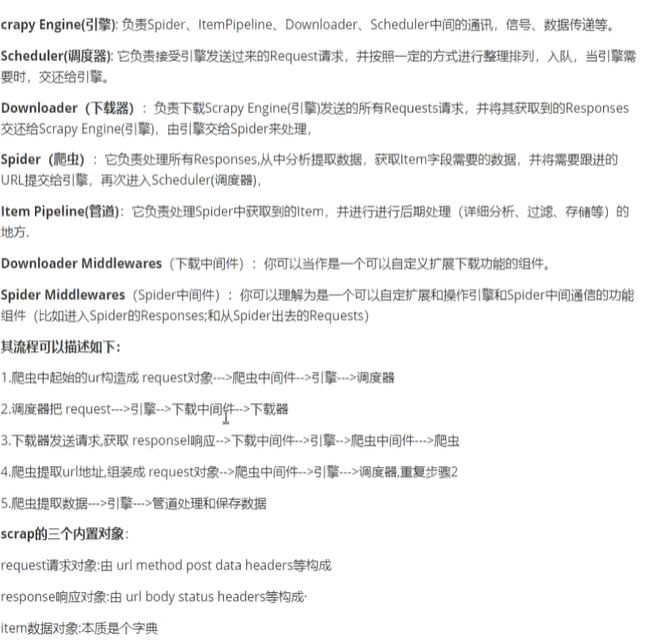 crapy Engine(引擎): 负责Spider、ItemPipeline、Downloader、Scheduler中间的通讯，信号、数据传递等。
Scheduler(调度器): 它负责接受引擎发送过来的Request请求，并按照一定的方式进行整理排列，入队，当引擎需
要时，交还给引擎。
Downloader（下载器）：负责下载Scrapy Engine(引擎)发送的所有Requests请求，并将其获取到的Responses
交还给Scrapy Engine(引擎)，由引擎交给Spider来处理，
Spider（爬虫）：它负责处理所有Responses,从中分析提取数据，获取Item字段需要的数据，并将需要跟进的
URL提交给引擎，再次进入Scheduler(调度器)，
Item Pipeline(管道)：它负责处理Spider中获取到的Item，并进行进行后期处理（详细分析、过滤、存储等）的
地方.
Downloader Middlewares（下载中间件）：你可以当作是一个可以自定义扩展下载功能的组件。
Spider Middlewares（Spider中间件）：你可以理解为是一个可以自定扩展和操作引擎和Spider中间通信的功能
组件（比如进入Spider的Responses;和从Spider出去的Requests）
其流程可以描述如下：
1.爬虫中起始的ur构造成 request对象--->爬虫中间件-->引擎--->调度器
2.调度器把 request--->引擎-->下载中间件-->下载器
3.下载器发送请求,获取 responsel响应-->下载中间件-->引擎-->爬虫中间件--->爬虫
4.爬虫提取url地址,组装成 request对象-->爬虫中间件-->引擎--->调度器,重复步骤2
5.爬虫提取数据--->引擎--->管道处理和保存数据
scrap的三个内置对象：
request请求对象:由 url method post data headers等构成
response响应对象:由 url body status headers等构成·
item数据对象:本质是个字典